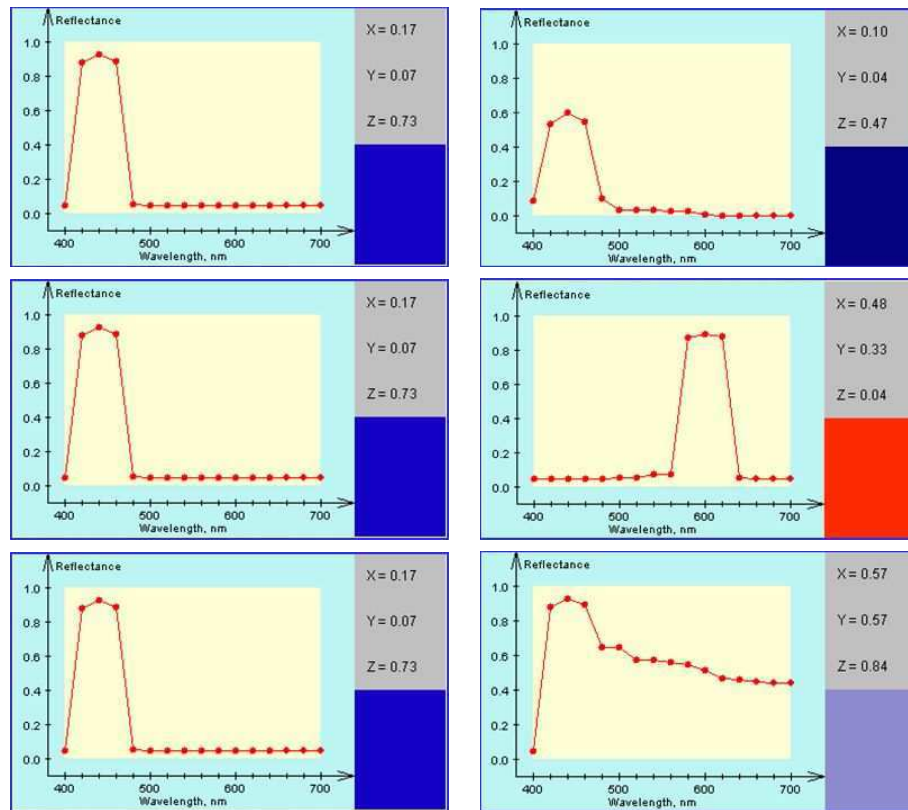 Reflectance
X = 0.17
1.0
Y = 0.07
0.8
0.6
Z = 0.73
0.4
0.2
0.0
400 500 600 700
Wavelength, nm
Reflectance
X = 0.10
1.0
Y = 0.04
0.8
0.6
Z = 0.47
0.4
0.2
0.0
400 500 600 700
Wavelength, nm
Reflectance
X = 0.17
1.0
Y = 0.07
0.8
0.6
Z = 0.73
0.4
0.2
0.0
400 500 600 700
Wavelength, nm
Reflectance
X = 0.48
1.0
Y = 0.33
0.8
0.6
Z = 0.04
0.4
0.2
0.0
400 500 600 700
Wavelength, nm
Reflectance
X = 0.17
1.0
Y = 0.07
0.8
0.6
Z = 0.73
0.4
0.2
0.0
400 500 600 700
Wavelength, nm
Reflectance
X = 0.57
1.0
Y = 0.57
0.8
0.6
Z = 0.84
0.4
0.2
0.0
400 500 600 700
Wavelength, nm